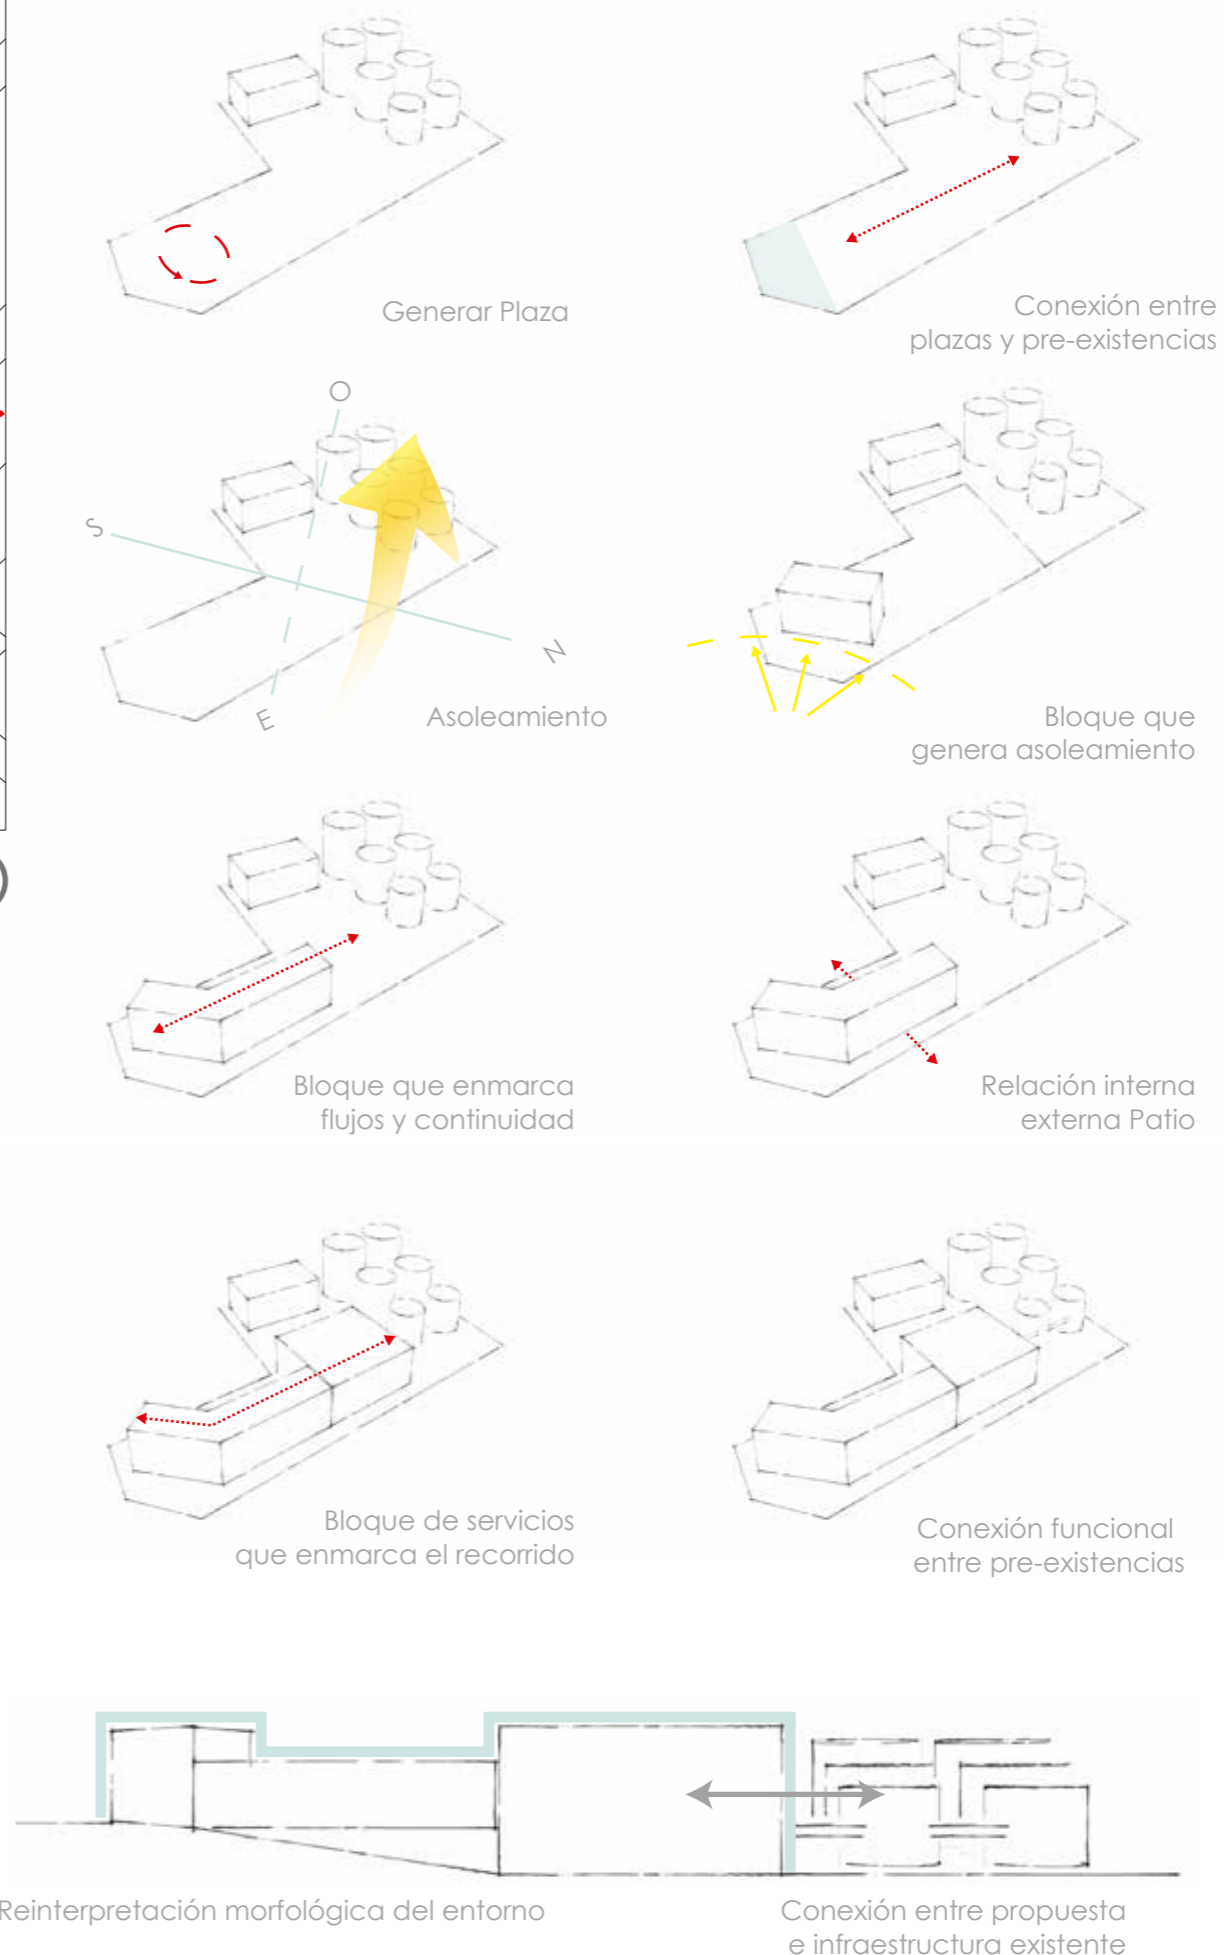 Generar Plaza
Conexión entre
plazas y pre-existencias
O
S
N
E
Asoleamiento
Bloque que
genera asoleamiento
Bloque que enmarca
flujos y continuidad
Relación interna
externa Patio
Bloque de servicios
que enmarca el recorrido
Conexión funcional
entre pre-existencias
Reinterpretación morfológica del entorno
Conexión entre propuesta
e infraestructura existente